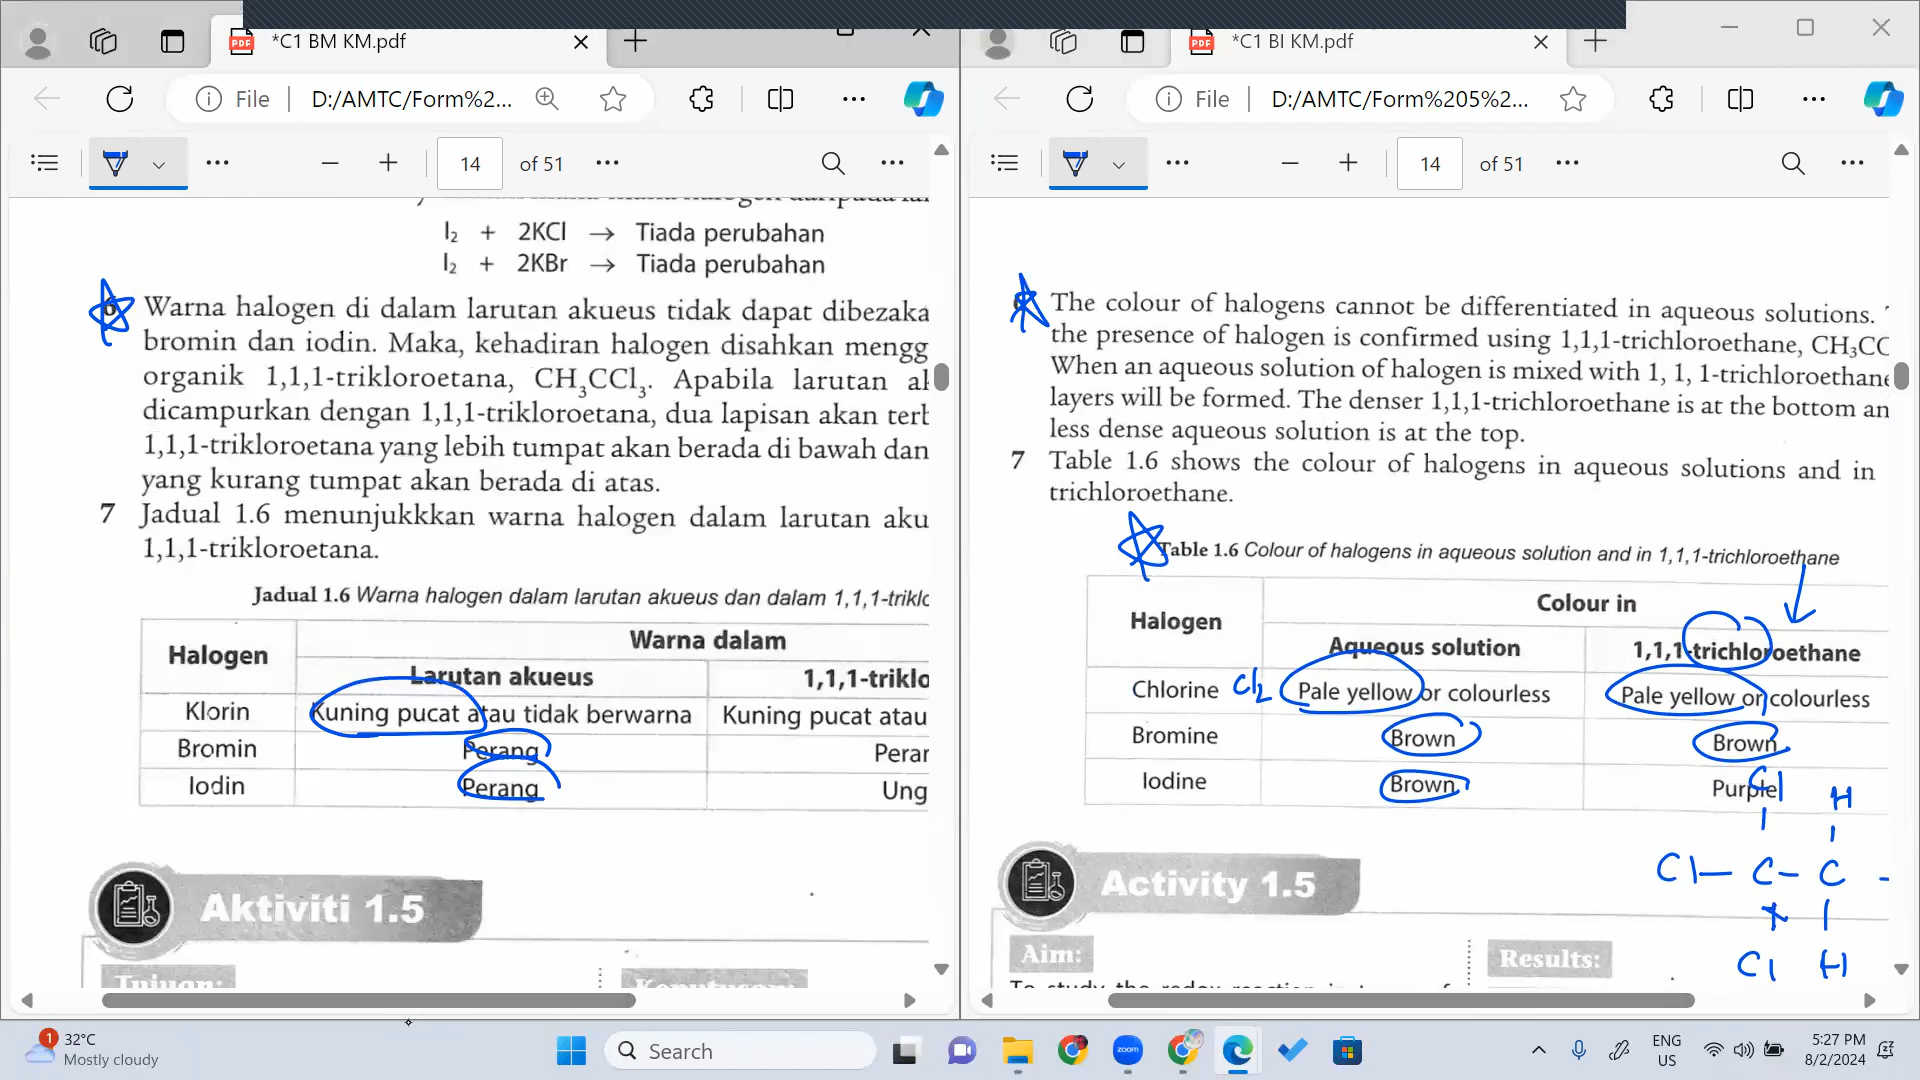 *C1 BM KM.pdf
*C1 BI KM.pdf
File
D:/AMTC/Form%2...
File
D:/AMTC/Form%205%2...
14 of 51
14 of 51
I₂ + 2KCl → Tiada perubahan
I₂ + 2KBr → Tiada perubahan
6 Warna halogen di dalam larutan akueus tidak dapat dibezaka
bromin dan iodin. Maka, kehadiran halogen disahkan mengg
organik 1,1,1-trikloroetana, CH₃CCl₃. Apabila larutan
dicampurkan dengan 1,1,1-trikloroetana, dua lapisan akan
1,1,1-trikloroetana yang lebih tumpat akan berada di bawah dan
yang kurang tumpat akan berada di atas.
7 Jadual 1.6 menunjukkkan warna halogen dalam larutan aku
1,1,1-trikloroetana.
Jadual 1.6 Warna halogen dalam larutan akueus dan dalam 1,1,1-triklo
Halogen
Warna dalam
Larutan akueus
1,1,1-triklo
Klorin
Kuning pucat atau tidak berwarna
Kuning pucat atau
Bromin
Perang
Peran
Iodin
Perang
Ung
Aktiviti 1.5
Tujuan:
The colour of halogens cannot be differentiated in aqueous solutions.
the presence of halogen is confirmed using 1,1,1-trichloroethane, CH₃CC
When an aqueous solution of halogen is mixed with 1, 1, 1-trichloroethane
layers will be formed. The denser 1,1,1-trichloroethane is at the bottom an
less dense aqueous solution is at the top.
7 Table 1.6 shows the colour of halogens in aqueous solutions and in
trichloroethane.
Table 1.6 Colour of halogens in aqueous solution and in 1,1,1-trichloroethane
Halogen
Colour in
Aqueous solution
1,1,1-trichloroethane
Chlorine
Cl₂
Pale yellow or colourless
Pale yellow or colourless
Bromine
Brown
Brown
Iodine
Brown
Purple
Cl H
Cl — C – C -
Cl H
Activity 1.5
Aim:
Results:
To study the redox reaction
1
32°C
Mostly cloudy
Search
zoom
ENG
US
5:27 PM
8/2/2024